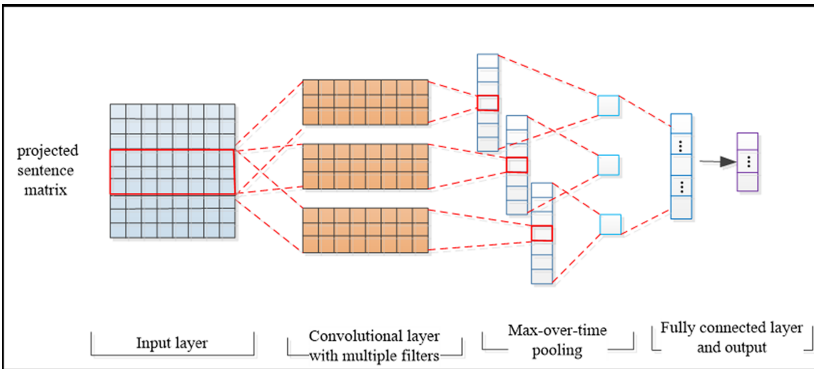 projected
sentence
matrix
...
...
...
Input layer
Convolutional layer
with multiple filters
Max-over-time
pooling
Fully connected layer
and output